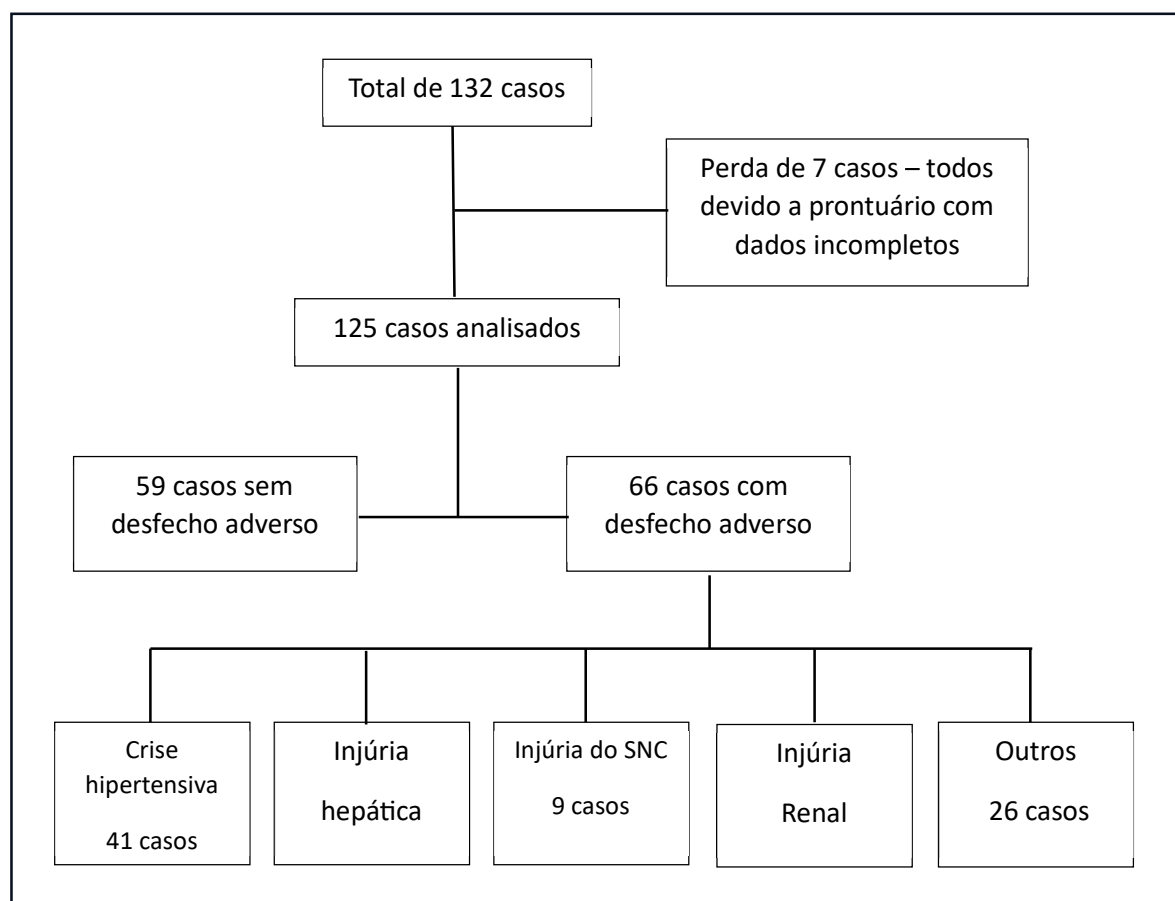 Total de 132 casos
Perda de 7 casos – todos
devido a prontuário com
dados incompletos
125 casos analisados
59 casos sem
desfecho adverso
66 casos com
desfecho adverso
Crise
hipertensiva
41 casos
Injúria
hepática
Injúria do SNC
9 casos
Injúria
Renal
Outros
26 casos